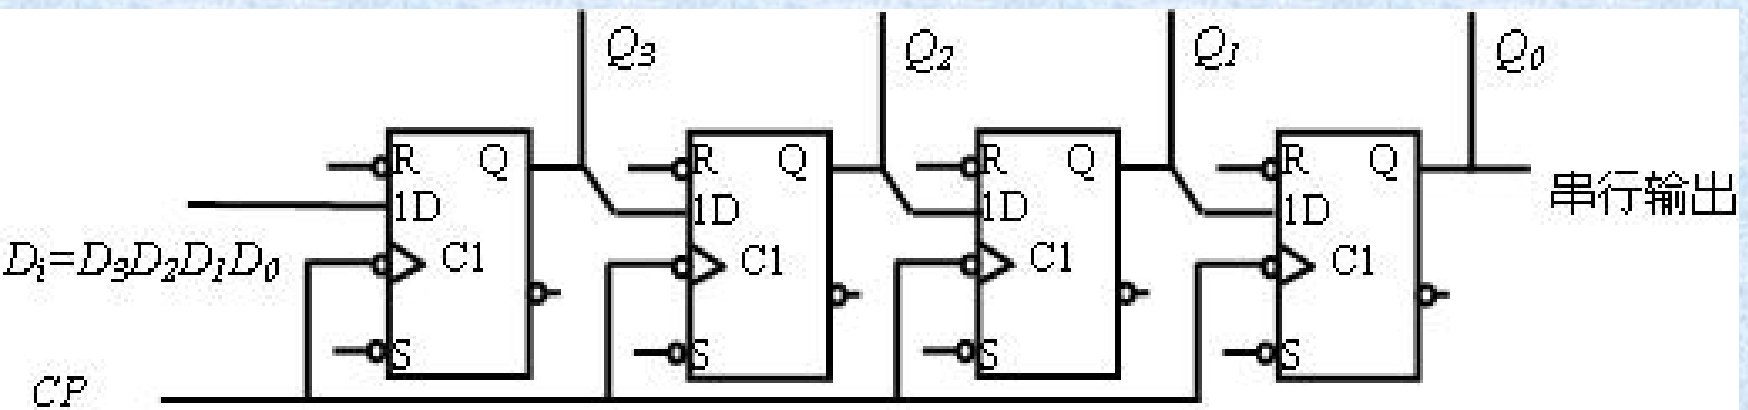 Q3 Q2 Q1 Q0
R Q R Q R Q R Q
1D 1D 1D 1D 串行输出
Di=D3D2D1D0 C1 C1 C1 C1
S S S S
CP